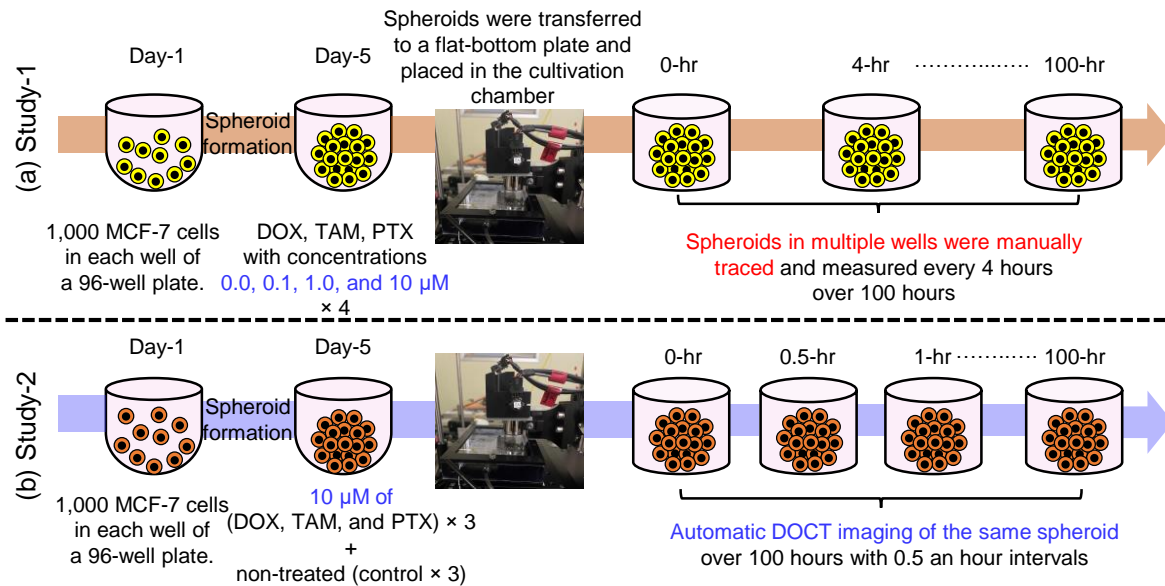 (a) Study-1
Day-1
Day-5
Spheroids were transferred
to a flat-bottom plate and
placed in the cultivation
chamber
0-hr
4-hr
....................
100-hr
Spheroid
formation
1,000 MCF-7 cells
in each well of
a 96-well plate.
DOX, TAM, PTX
with concentrations
0.0, 0.1, 1.0, and 10 µM
× 4
Spheroids in multiple wells were manually
traced and measured every 4 hours
over 100 hours
(b) Study-2
Day-1
Day-5
0-hr
0.5-hr
1-hr
..............
100-hr
Spheroid
formation
1,000 MCF-7 cells
in each well of
a 96-well plate.
10 µM of
(DOX, TAM, and PTX) × 3
+
non-treated (control × 3)
Automatic DOCT imaging of the same spheroid
over 100 hours with 0.5 an hour intervals